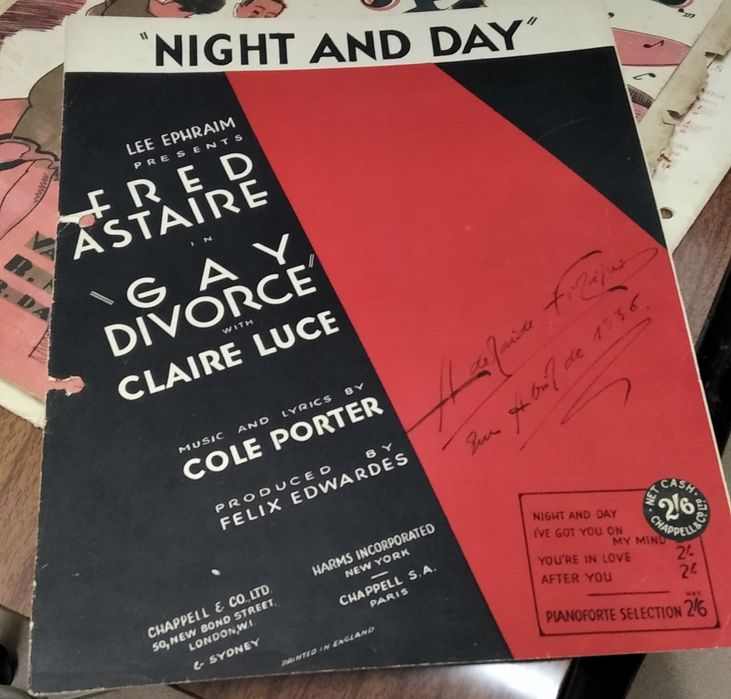 "NIGHT AND DAY"
LEE EPHRAIM
PRESENTS
FRED
ASTAIRE
IN
"GAY
DIVORCE"
WITH
CLAIRE LUCE
MUSIC AND LYRICS BY
COLE PORTER
PRODUCED BY
FELIX EDWARDES
HARMS INCORPORATED
NEW YORK
CHAPPELL S.A.
PARIS
CHAPPELL & CO., LTD.
50, NEW BOND STREET,
LONDON, W.1.
& SYDNEY
PRINTED IN ENGLAND
Adelaide
Abril de 1936.
NET CASH
2/6
CHAPPELL & CO LTD
NIGHT AND DAY
I'VE GOT YOU ON
MY MIND
YOU'RE IN LOVE 2/-
AFTER YOU 2/-
NET.
PIANOFORTE SELECTION 2/6